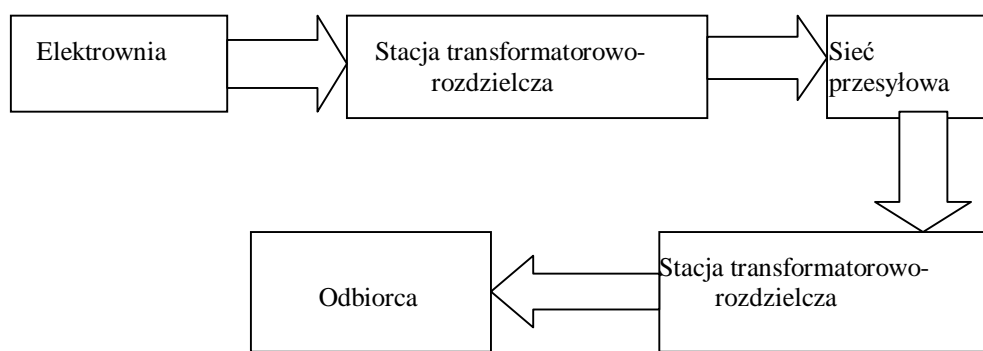 Elektrownia
Stacja transformatorowo-
rozdzielcza
Sieć
przesyłowa
Stacja transformatorowo-
rozdzielcza
Odbiorca